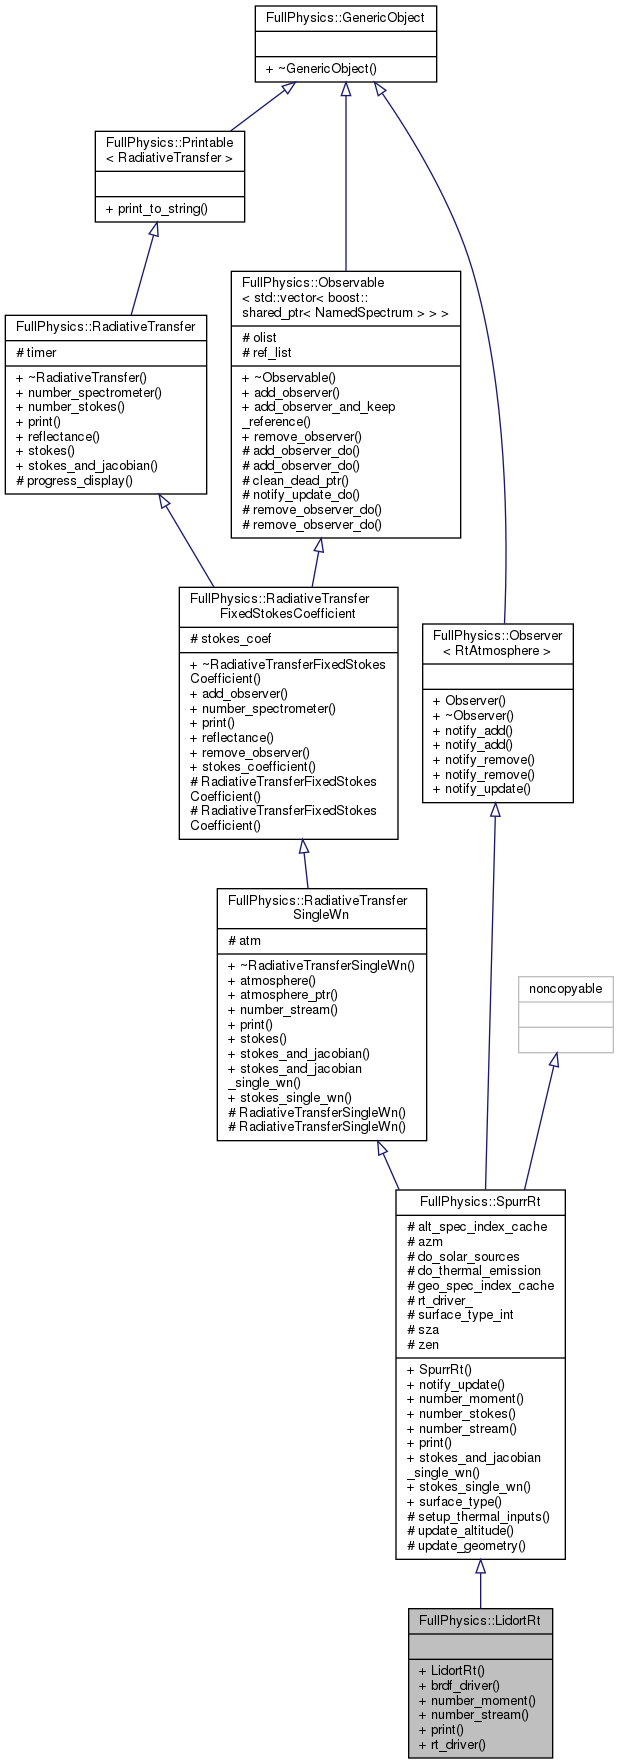 FullPhysics::GenericObject
+ ~GenericObject()
FullPhysics::Printable
< RadiativeTransfer >
+ print_to_string()
FullPhysics::Observable
< std::vector< boost::
shared_ptr< NamedSpectrum > > >
# olist
# ref_list
+ ~Observable()
+ add_observer()
+ add_observer_and_keep
_reference()
+ remove_observer()
# add_observer_do()
# add_observer_do()
# clean_dead_ptr()
# notify_update_do()
# remove_observer_do()
# remove_observer_do()
FullPhysics::RadiativeTransfer
# timer
+ ~RadiativeTransfer()
+ number_spectrometer()
+ number_stokes()
+ print()
+ reflectance()
+ stokes()
+ stokes_and_jacobian()
# progress_display()
FullPhysics::RadiativeTransfer
FixedStokesCoefficient
# stokes_coef
+ ~RadiativeTransferFixedStokes
Coefficient()
+ add_observer()
+ number_spectrometer()
+ print()
+ reflectance()
+ remove_observer()
+ stokes_coefficient()
# RadiativeTransferFixedStokes
Coefficient()
# RadiativeTransferFixedStokes
Coefficient()
FullPhysics::Observer
< RtAtmosphere >
+ Observer()
+ ~Observer()
+ notify_add()
+ notify_add()
+ notify_remove()
+ notify_remove()
+ notify_update()
FullPhysics::RadiativeTransfer
SingleWn
# atm
+ ~RadiativeTransferSingleWn()
+ atmosphere()
+ atmosphere_ptr()
+ number_stream()
+ print()
+ stokes()
+ stokes_and_jacobian()
+ stokes_and_jacobian
_single_wn()
+ stokes_single_wn()
# RadiativeTransferSingleWn()
# RadiativeTransferSingleWn()
noncopyable
FullPhysics::SpurrRt
# alt_spec_index_cache
# azm
# do_solar_sources
# do_thermal_emission
# geo_spec_index_cache
# rt_driver_
# surface_type_int
# sza
# zen
+ SpurrRt()
+ notify_update()
+ number_moment()
+ number_stokes()
+ number_stream()
+ print()
+ stokes_and_jacobian
_single_wn()
+ stokes_single_wn()
+ surface_type()
# setup_thermal_inputs()
# update_altitude()
# update_geometry()
FullPhysics::LidortRt
+ LidortRt()
+ brdf_driver()
+ number_moment()
+ number_stream()
+ print()
+ rt_driver()